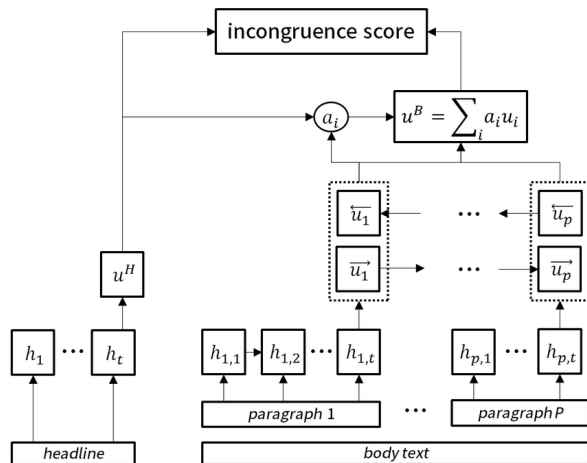 incongruence score
a_i
u^B = ∑_i a_i u_i
←u_1 ··· ←u_p
u^H
→u_1 ··· →u_p
h_1 ··· h_t
h_{1,1} h_{1,2} ··· h_{1,t}
h_{p,1} ··· h_{p,t}
paragraph 1 ··· paragraph P
headline
body text